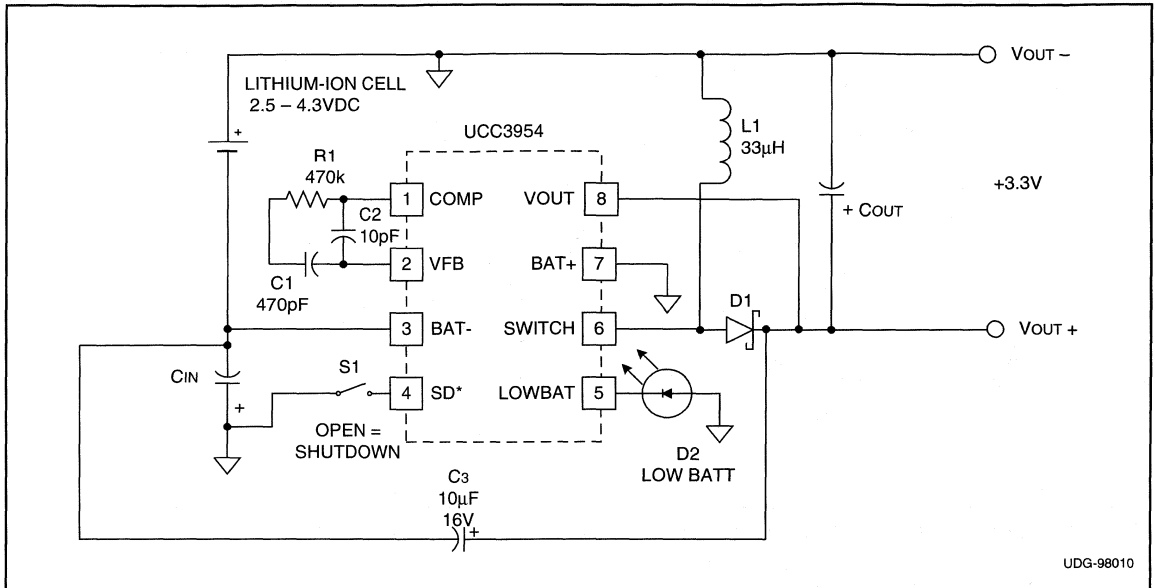 VOUT –
LITHIUM-ION CELL
2.5 – 4.3VDC
+
UCC3954
L1
33µH
R1
470k
1 COMP
VOUT 8
+3.3V
C2
10pF
+ COUT
2 VFB
BAT+ 7
C1
470pF
D1
3 BAT-
SWITCH 6
VOUT +
CIN
+
S1
4 SD*
LOWBAT 5
OPEN =
SHUTDOWN
D2
LOW BATT
C3
10µF
16V
+
UDG-98010